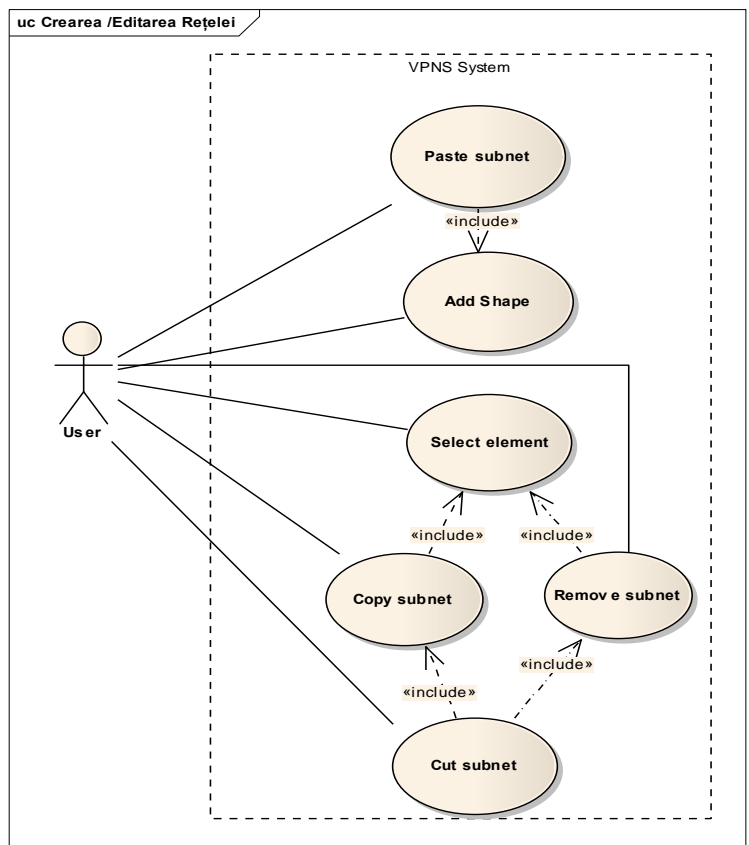 uc Crearea /Editarea Rețelei
VPNS System
Paste subnet
«include»
Add Shape
User
Select element
«include» «include»
Copy subnet Remove subnet
«include»
«include»
Cut subnet